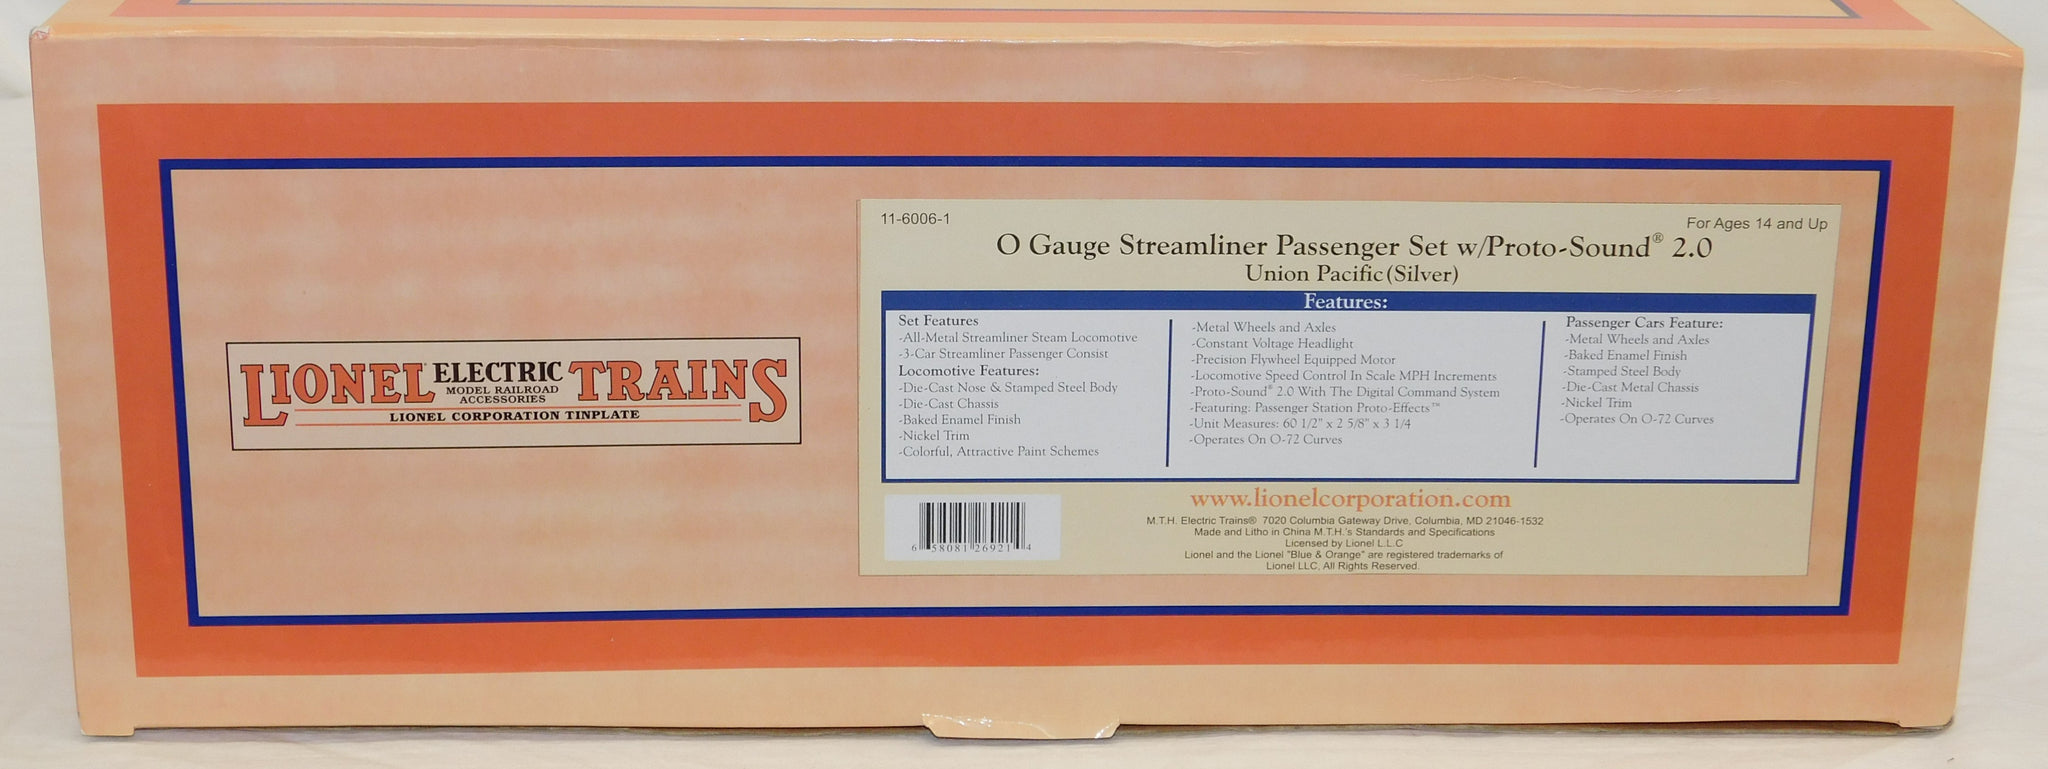 LIONEL ELECTRIC TRAINS
MODEL RAILROAD
ACCESSORIES
LIONEL CORPORATION TINPLATE
11-6006-1
For Ages 14 and Up
O Gauge Streamliner Passenger Set w/Proto-Sound® 2.0
Union Pacific(Silver)
Features:
Set Features
-All-Metal Streamliner Steam Locomotive
-3-Car Streamliner Passenger Consist
Locomotive Features:
-Die-Cast Nose & Stamped Steel Body
-Die-Cast Chassis
-Baked Enamel Finish
-Nickel Trim
-Colorful, Attractive Paint Schemes
-Metal Wheels and Axles
-Constant Voltage Headlight
-Precision Flywheel Equipped Motor
-Locomotive Speed Control In Scale MPH Increments
-Proto-Sound® 2.0 With The Digital Command System
-Featuring: Passenger Station Proto-Effects™
-Unit Measures: 60 1/2" x 2 5/8" x 3 1/4
-Operates On O-72 Curves
Passenger Cars Feature:
-Metal Wheels and Axles
-Baked Enamel Finish
-Stamped Steel Body
-Die-Cast Metal Chassis
-Nickel Trim
-Operates On O-72 Curves
6 58081 26921 4
www.lionelcorporation.com
M.T.H. Electric Trains® 7020 Columbia Gateway Drive, Columbia, MD 21046-1532
Made and Litho in China M.T.H.'s Standards and Specifications
Licensed by Lionel L.L.C
Lionel and the Lionel "Blue & Orange" are registered trademarks of
Lionel LLC, All Rights Reserved.